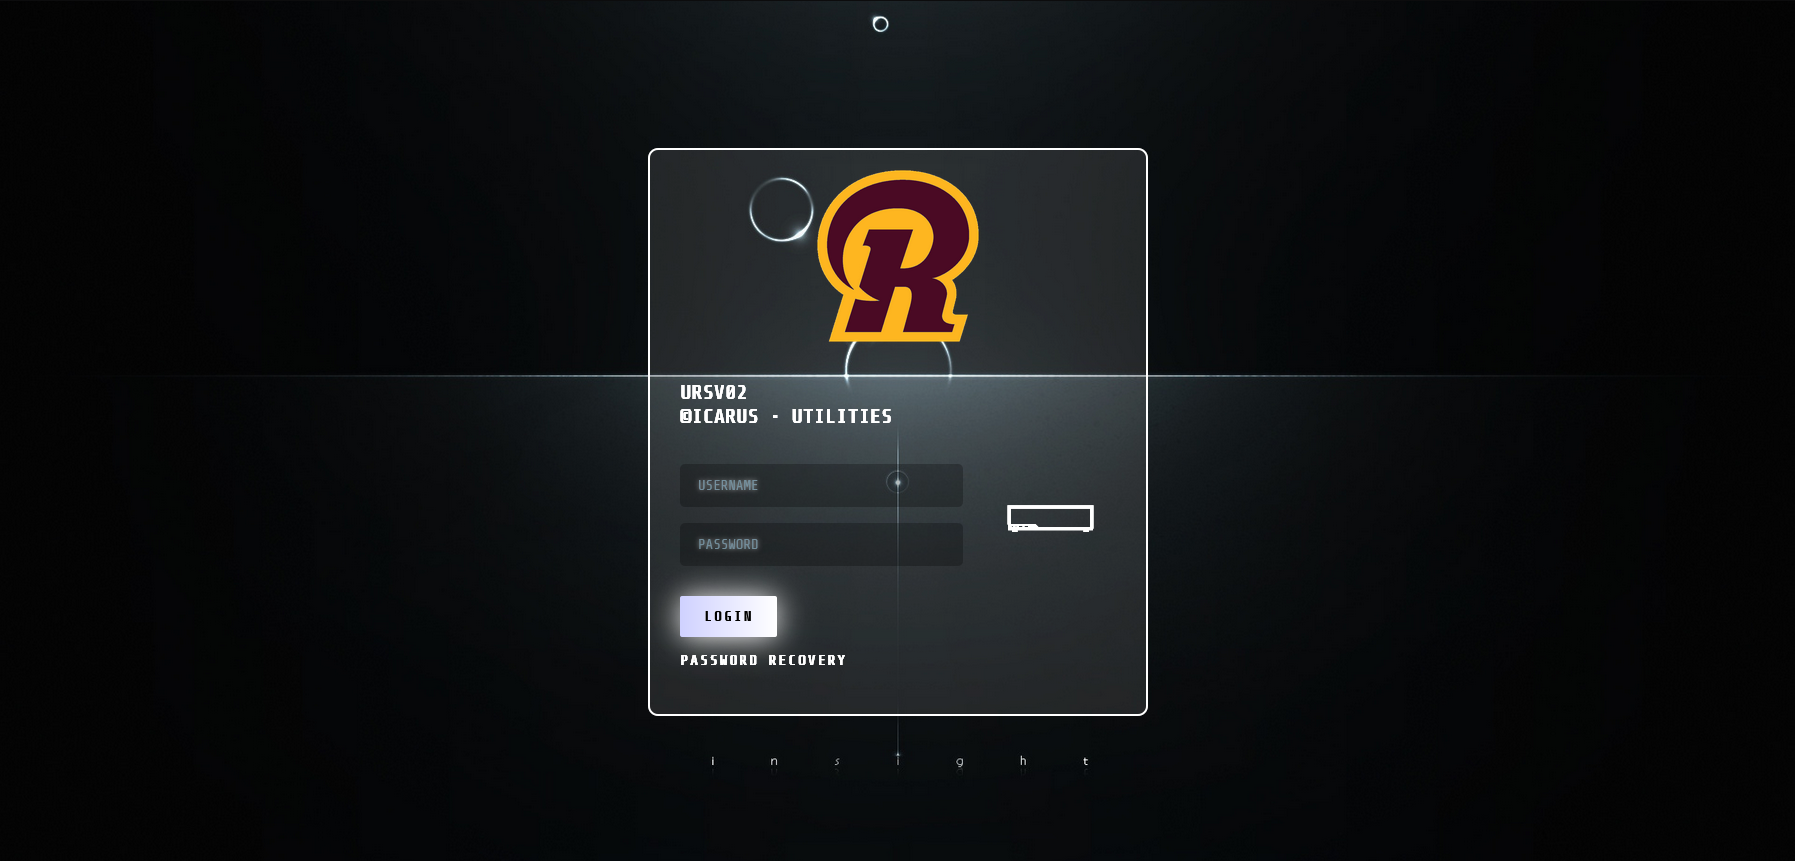 R
URSV02
@ICARUS - UTILITIES
USERNAME
PASSWORD
LOGIN
PASSWORD RECOVERY
i n s i g h t